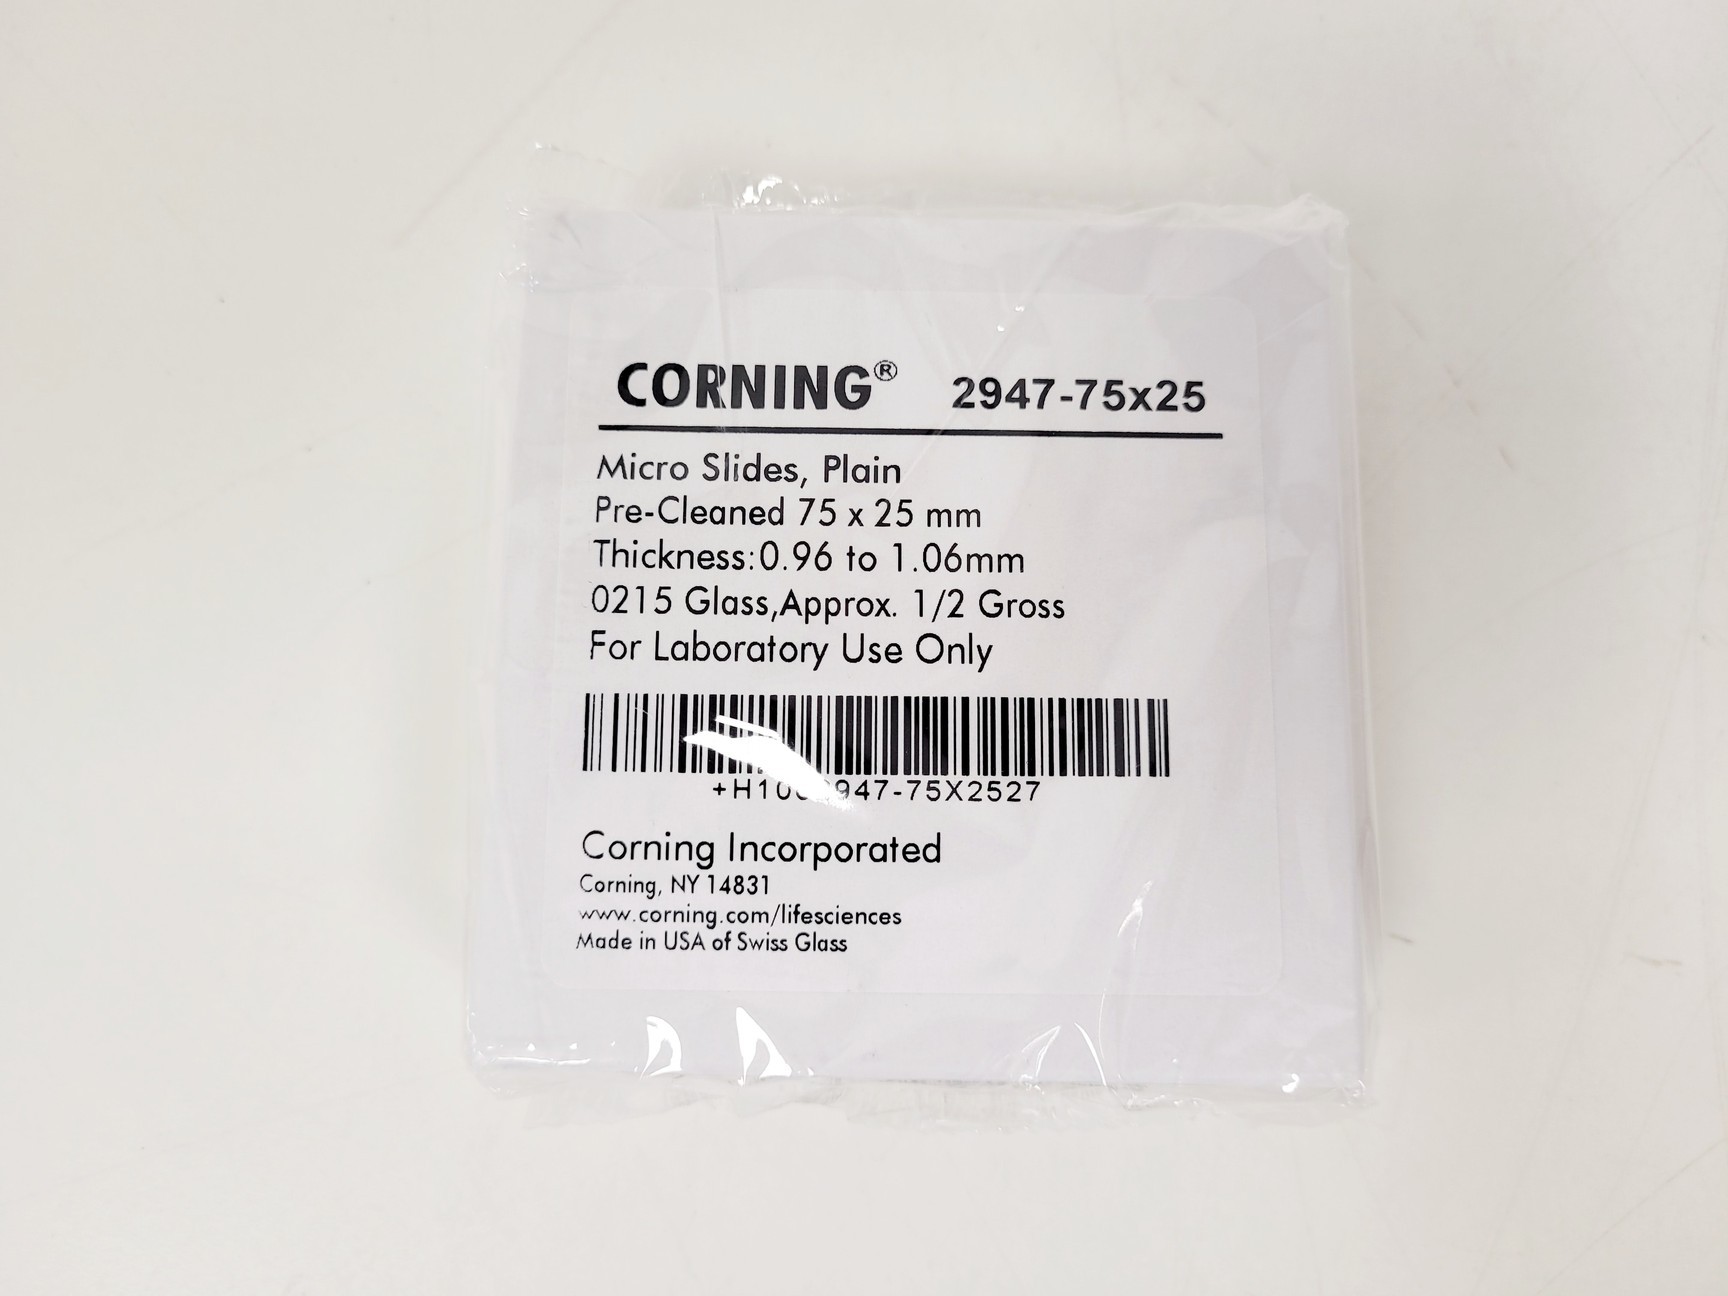 CORNING® 2947-75x25
Micro Slides, Plain
Pre-Cleaned 75 x 25 mm
Thickness:0.96 to 1.06mm
0215 Glass,Approx. 1/2 Gross
For Laboratory Use Only
Corning Incorporated
Corning, NY 14831
www.corning.com/lifesciences
Made in USA of Swiss Glass